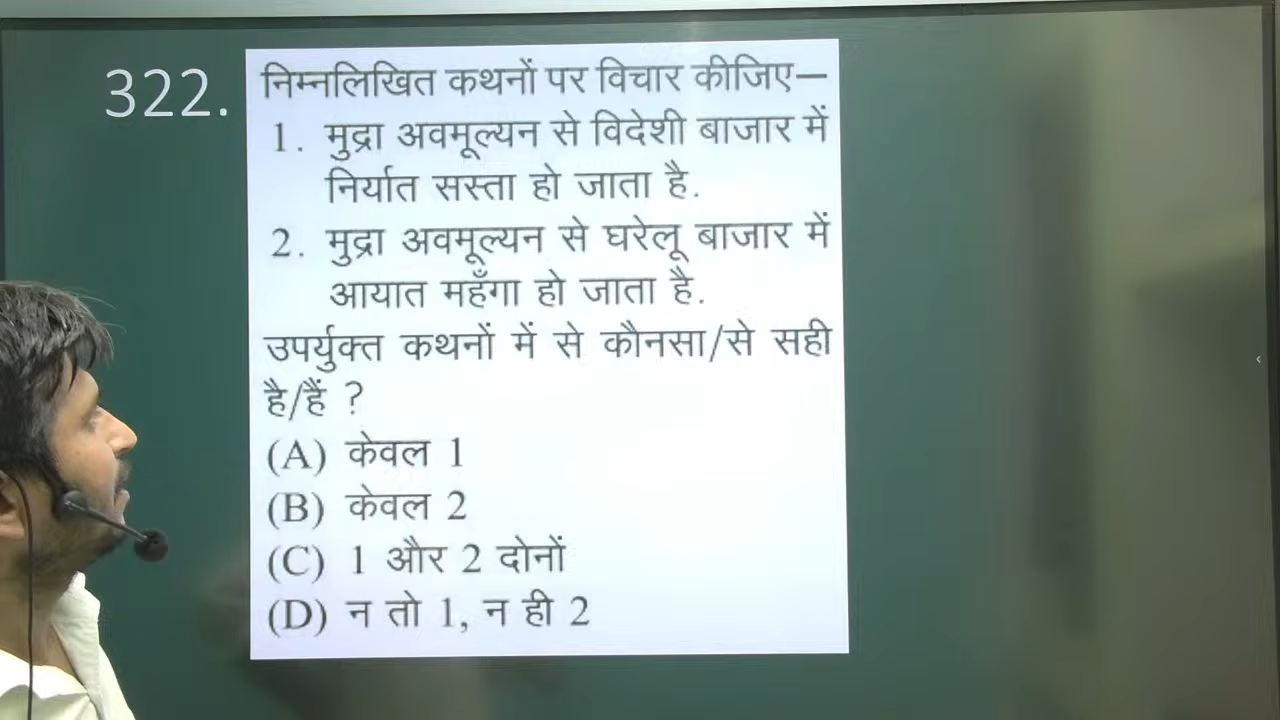 322.
निम्नलिखित कथनों पर विचार कीजिए—
1. मुद्रा अवमूल्यन से विदेशी बाजार में
निर्यात सस्ता हो जाता है.
2. मुद्रा अवमूल्यन से घरेलू बाजार में
आयात महँगा हो जाता है.
उपर्युक्त कथनों में से कौनसा/से सही
है/हैं ?
(A) केवल 1
(B) केवल 2
(C) 1 और 2 दोनों
(D) न तो 1, न ही 2